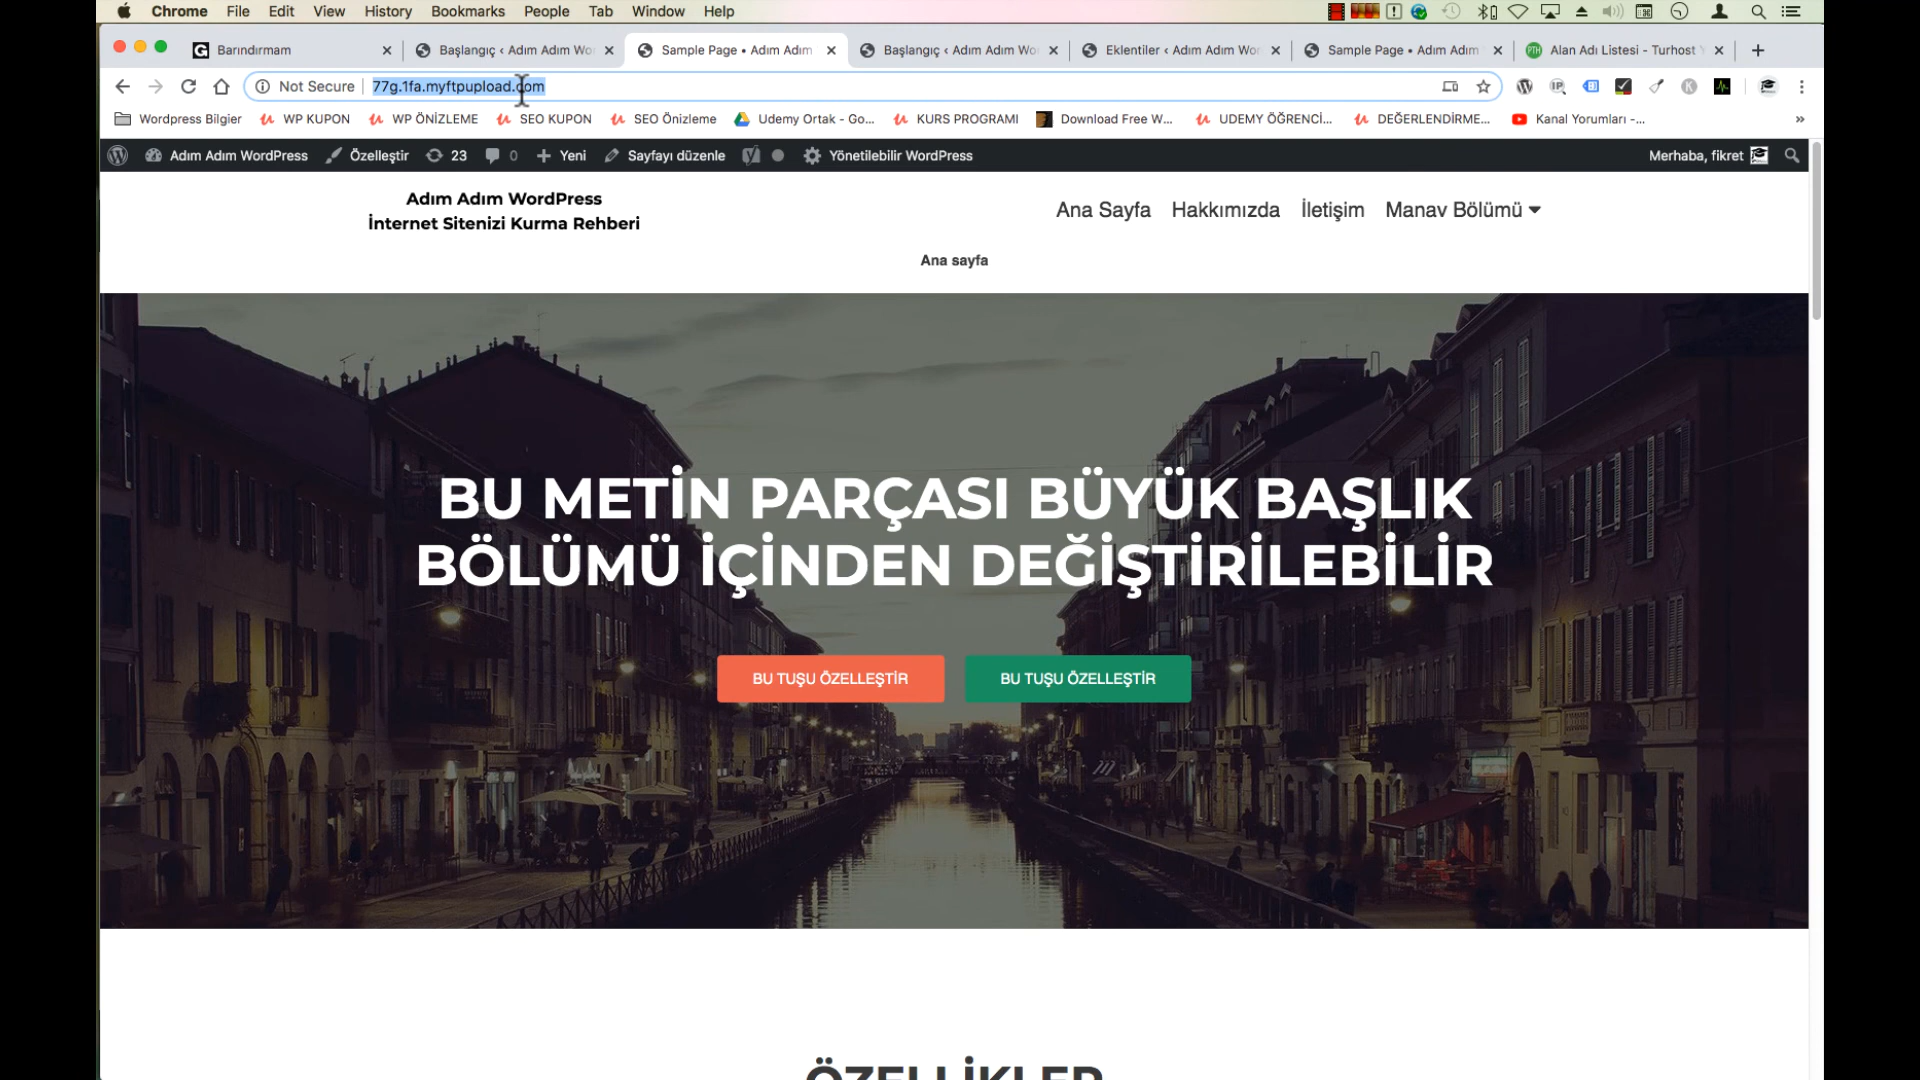 Chrome File Edit View History Bookmarks People Tab Window Help
Barındırmam
Başlangıç ‹ Adım Adım Wo
Sample Page • Adım Adım
Başlangıç ‹ Adım Adım Wo
Eklentiler ‹ Adım Adım Wor
Sample Page • Adım Adım
Alan Adı Listesi - Turhost
Not Secure 77g.1fa.myftpupload.com
Wordpress Bilgier WP KUPON WP ÖNİZLEME SEO KUPON SEO Önizleme Udemy Ortak - Go... KURS PROGRAMI Download Free W... UDEMY ÖĞRENCİ... DEĞERLENDİRME... Kanal Yorumları -... »
Adım Adım WordPress Özelleştir 23 0 Yeni Sayfayı düzenle Yönetilebilir WordPress Merhaba, fikret
Adım Adım WordPress
İnternet Sitenizi Kurma Rehberi
Ana Sayfa Hakkımızda İletişim Manav Bölümü
Ana sayfa
BU METİN PARÇASI BÜYÜK BAŞLIK
BÖLÜMÜ İÇİNDEN DEĞİŞTİRİLEBİLİR
BU TUŞU ÖZELLEŞTİR
BU TUŞU ÖZELLEŞTİR
ÖZELLİKLER